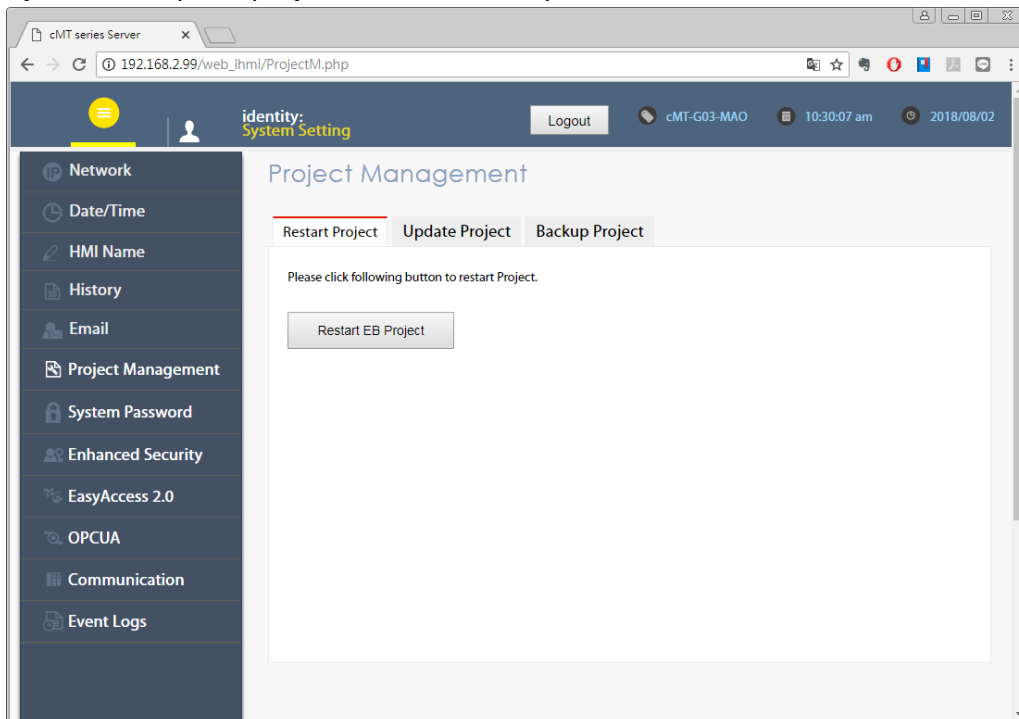 cMT series Server
192.168.2.99/web_ihmi/ProjectM.php
identity:
System Setting
Logout
cMT-G03-MAO
10:30:07 am
2018/08/02
Network
Date/Time
HMI Name
History
Email
Project Management
System Password
Enhanced Security
EasyAccess 2.0
OPCUA
Communication
Event Logs
Project Management
Restart Project Update Project Backup Project
Please click following button to restart Project.
Restart EB Project